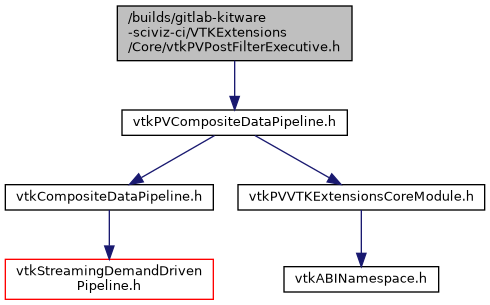 /builds/gitlab-kitware
-sciviz-ci/VTKExtensions
/Core/vtkPVPostFilterExecutive.h
vtkPVCompositeDataPipeline.h
vtkCompositeDataPipeline.h
vtkPVVTKExtensionsCoreModule.h
vtkStreamingDemandDriven
Pipeline.h
vtkABINamespace.h